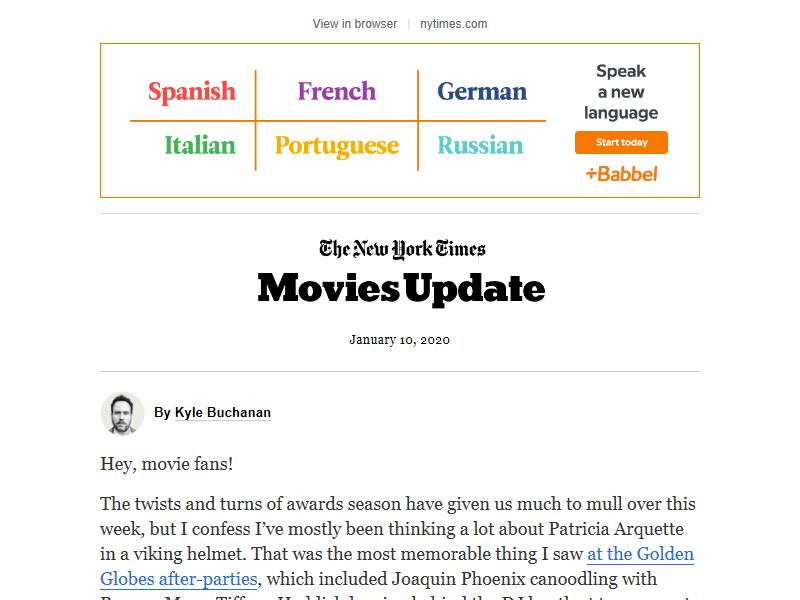 View in browser | nytimes.com
Spanish French German
Italian Portuguese Russian
Speak
a new
language
Start today
+Babbel
The New York Times
Movies Update
January 10, 2020
By Kyle Buchanan
Hey, movie fans!
The twists and turns of awards season have given us much to mull over this
week, but I confess I've mostly been thinking a lot about Patricia Arquette
in a viking helmet. That was the most memorable thing I saw at the Golden
Globes after-parties, which included Joaquin Phoenix canoodling with